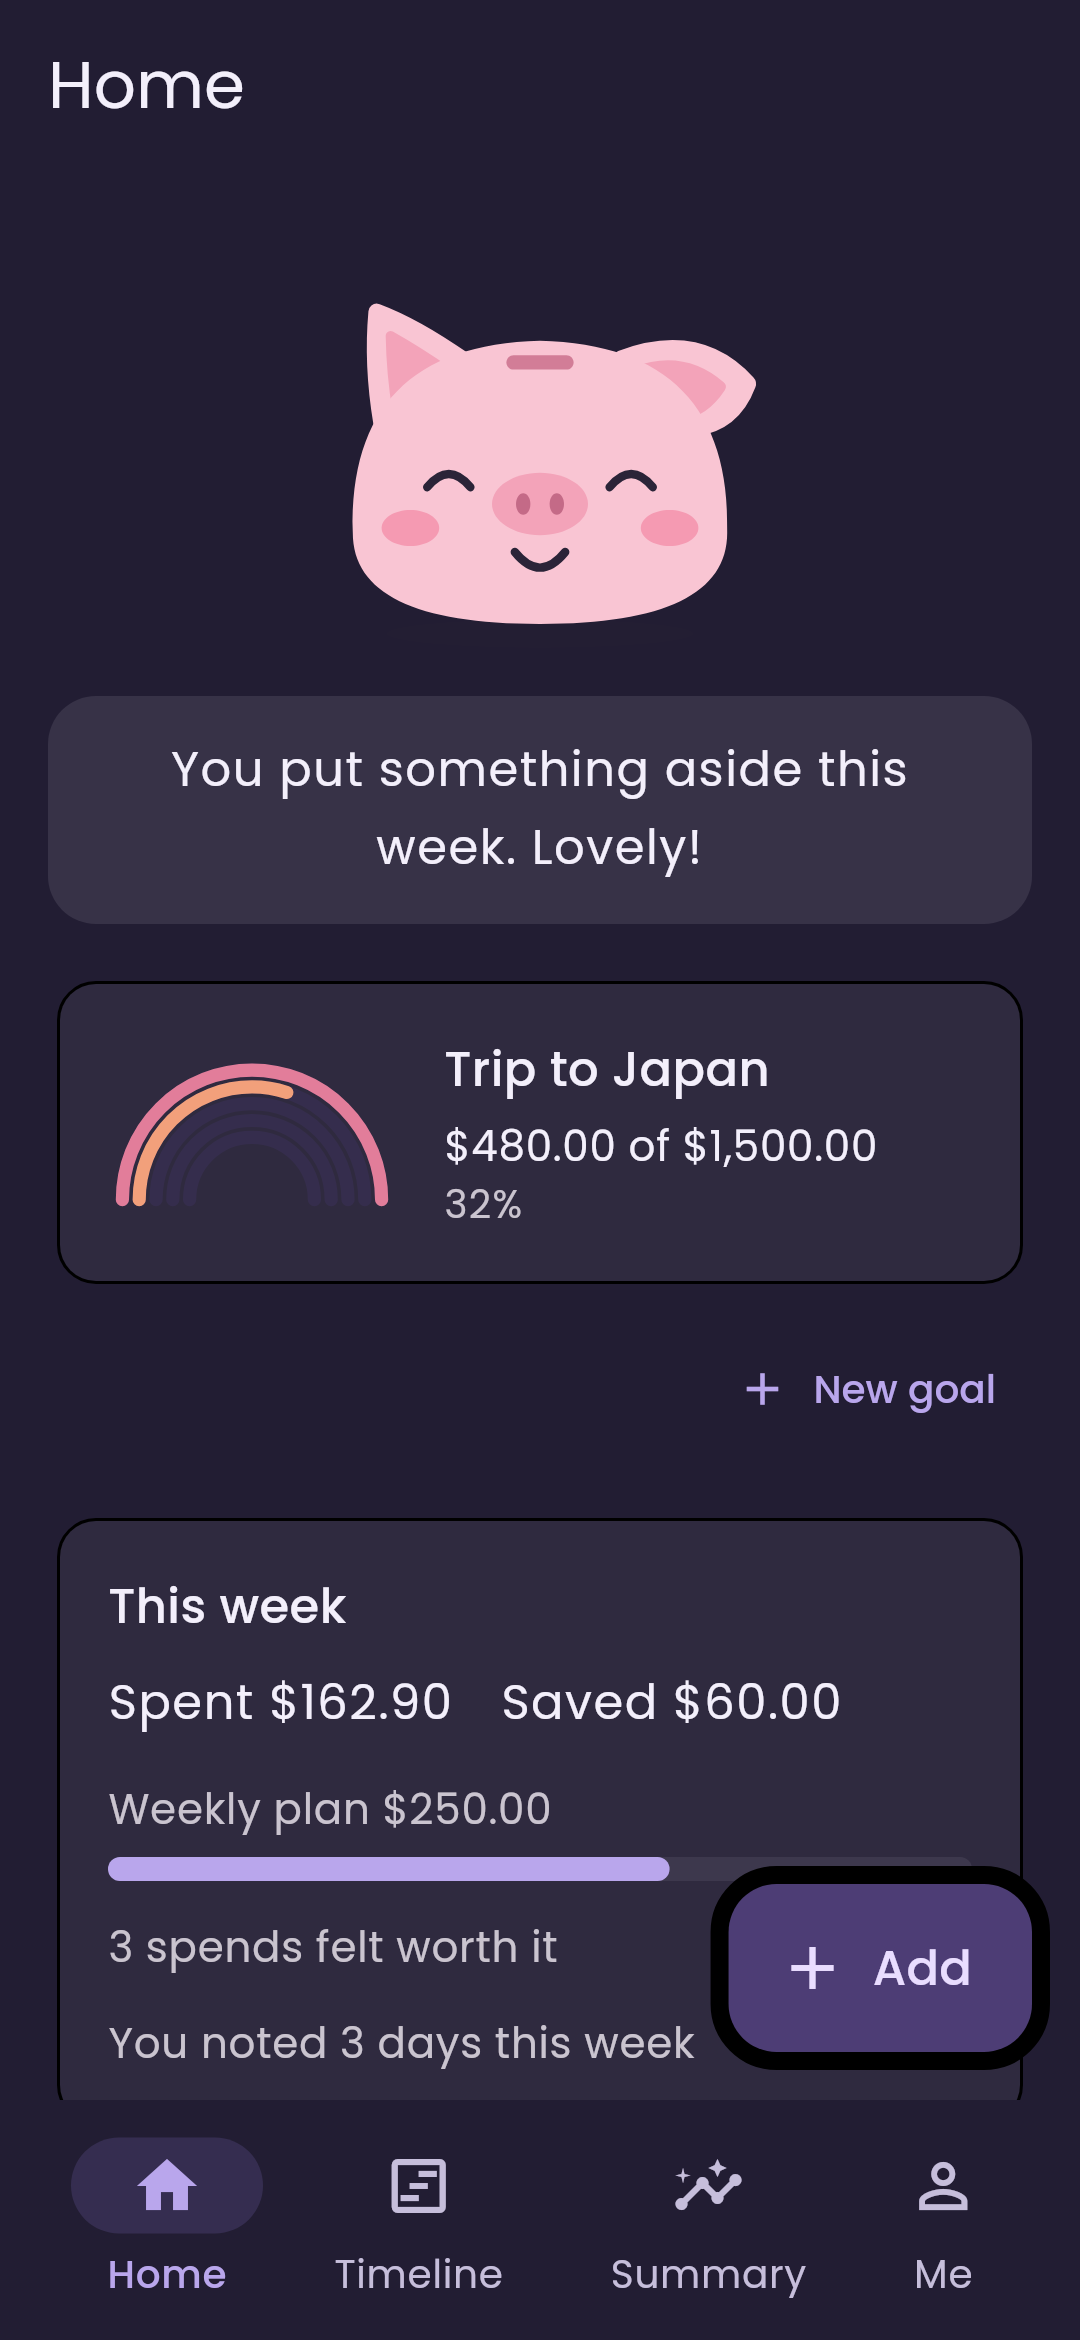 Home
You put something aside this
week. Lovely!
Trip to Japan
$480.00 of $1,500.00
32%
New goal
This week
Spent $162.90 Saved $60.00
Weekly plan $250.00
3 spends felt worth it
Add
You noted 3 days this week
Home Timeline Summary Me